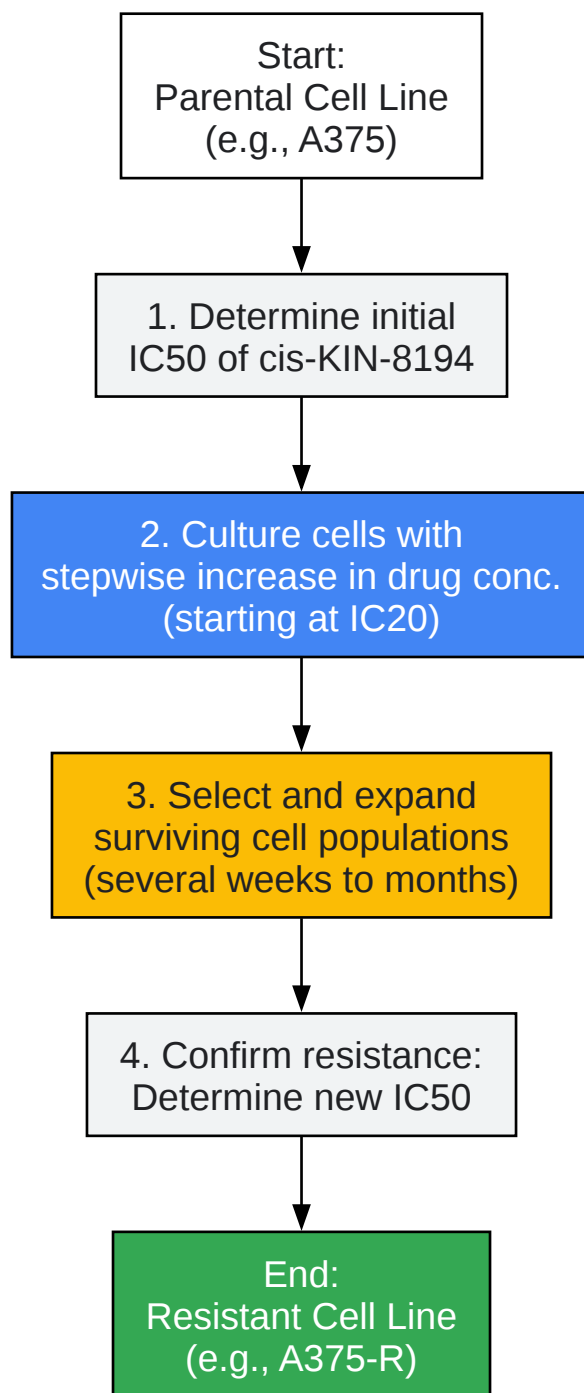 Start:
Parental Cell Line
(e.g., A375)
1. Determine initial
IC50 of cis-KIN-8194
2. Culture cells with
stepwise increase in drug conc.
(starting at IC20)
3. Select and expand
surviving cell populations
(several weeks to months)
4. Confirm resistance:
Determine new IC50
End:
Resistant Cell Line
(e.g., A375-R)